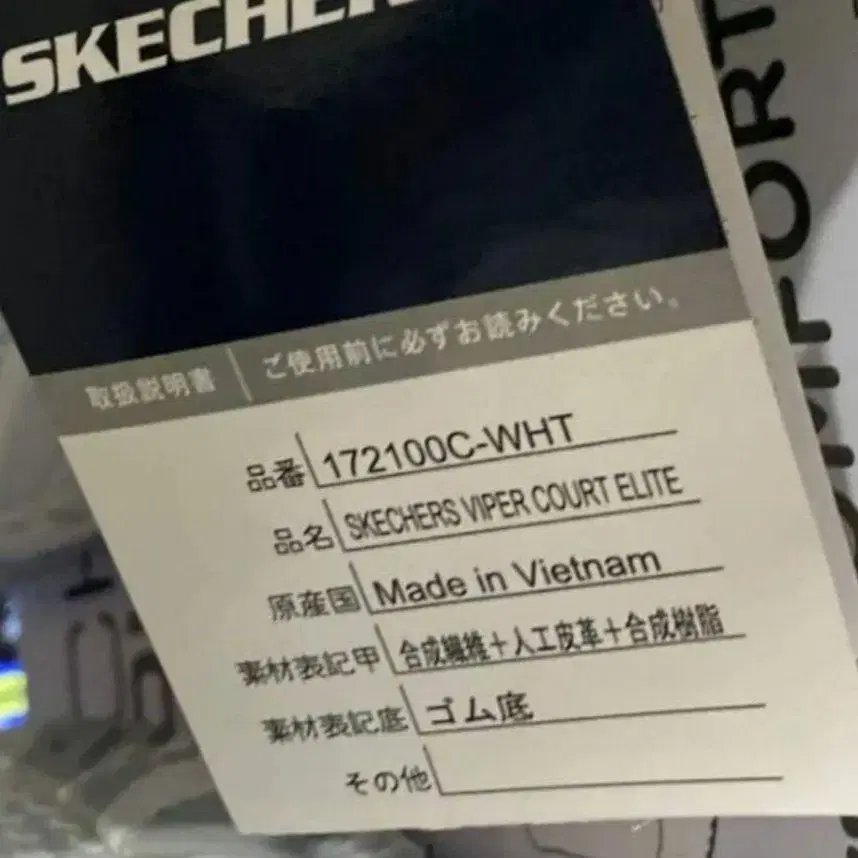 SKECHERS
取扱説明書 ご使用前に必ずお読みください。
品番 172100C-WHT
品名 SKECHERS VIPER COURT ELITE
原産国 Made in Vietnam
素材表記甲 合成繊維+人工皮革+合成樹脂
素材表記底 ゴム底
その他